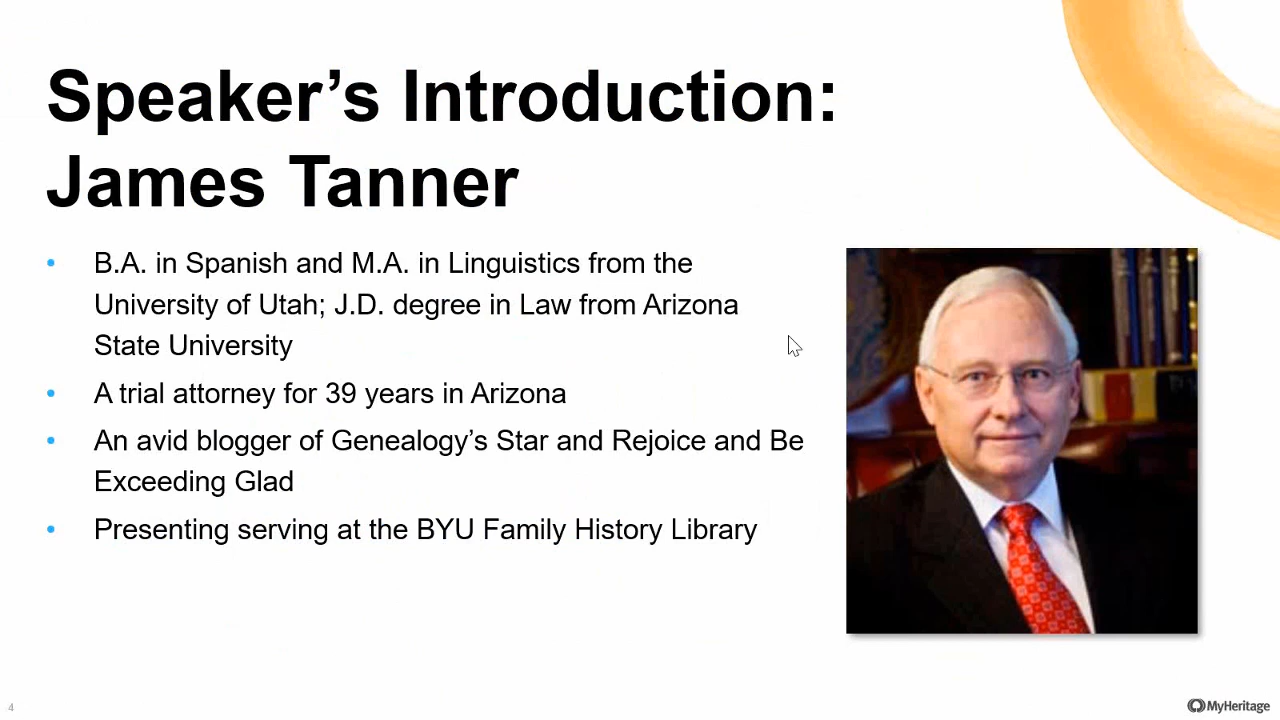 Speaker’s Introduction:
James Tanner
• B.A. in Spanish and M.A. in Linguistics from the
University of Utah; J.D. degree in Law from Arizona
State University
• A trial attorney for 39 years in Arizona
• An avid blogger of Genealogy’s Star and Rejoice and Be
Exceeding Glad
• Presenting serving at the BYU Family History Library
4
MyHeritage